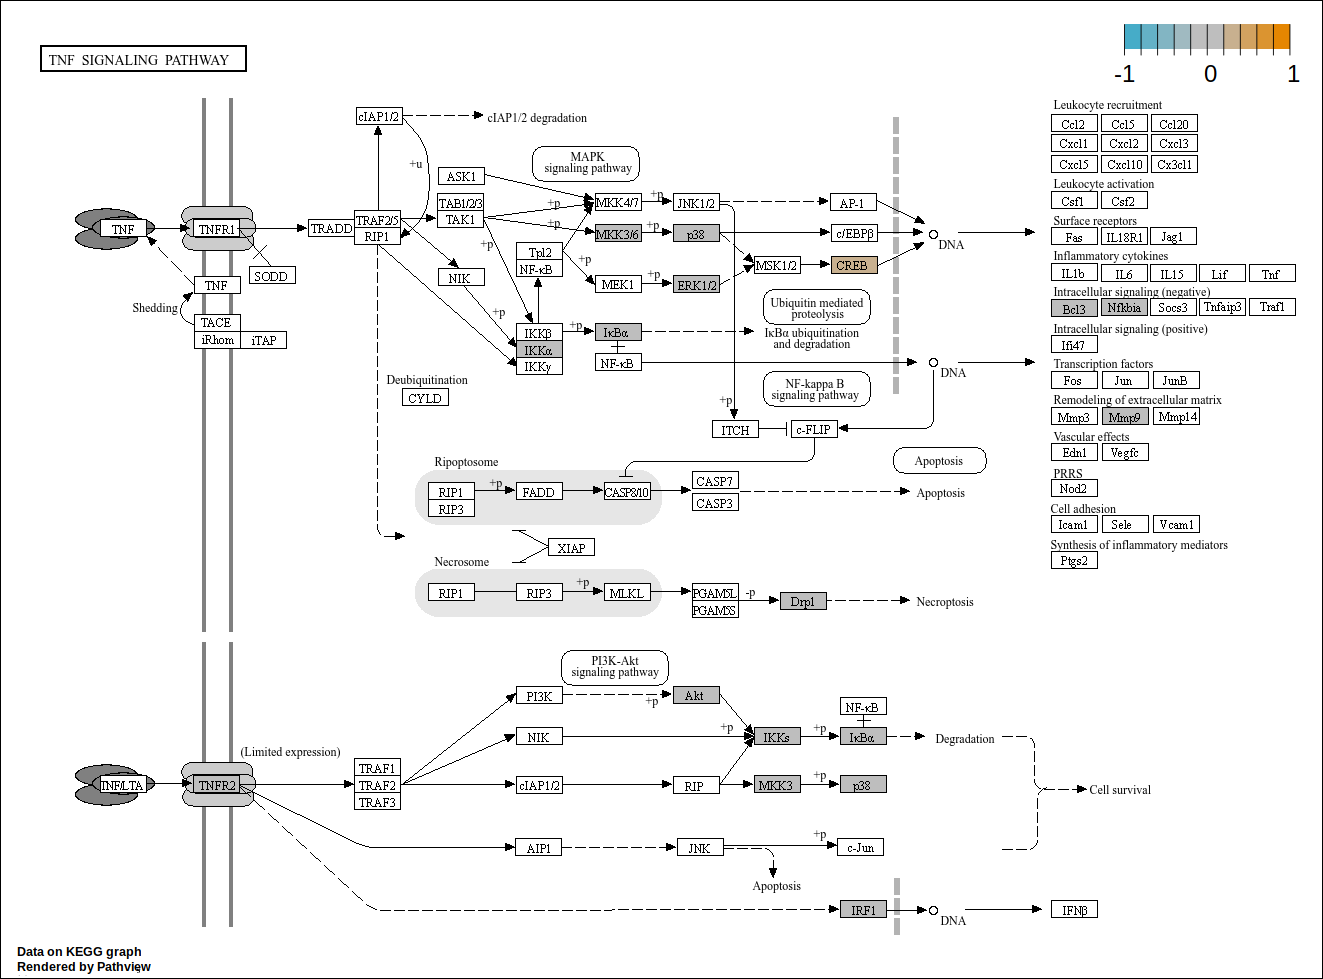 TNF SIGNALING PATHWAY
-1 0 1
cIAP1/2
cIAP1/2 degradation
+u
MAPK
signaling pathway
ASK1
TAB1/2/3
TAK1
+p
+p
+p
MKK4/7
+p
JNK1/2
AP-1
TNF
TNFR1
TRADD
TRAF2/5
RIP1
MKK3/6
+p
p38
c/EBPβ
DNA
SODD
Tpl2
NF-κB
+p
MSK1/2
CREB
NIK
MEK1
+p
ERK1/2
TNF
Shedding
TACE
iRhom
iTAP
+p
Ubiquitin mediated
proteolysis
IKKβ
IKKα
IKKγ
+p
IκBα
IκBα ubiquitination
and degradation
NF-κB
DNA
Deubiquitination
CYLD
NF-kappa B
signaling pathway
+p
ITCH
c-FLIP
Ripoptosome
Apoptosis
RIP1
RIP3
+p
FADD
CASP8/10
CASP7
CASP3
Apoptosis
XIAP
Necrosome
RIP1
RIP3
+p
MLKL
PGAM5L
PGAM5S
-p
Drp1
Necroptosis
Leukocyte recruitment
Ccl2 Ccl5 Ccl20
Cxcl1 Cxcl2 Cxcl3
Cxcl5 Cxcl10 Cx3cl1
Leukocyte activation
Csf1 Csf2
Surface receptors
Fas IL18R1 Jag1
Inflammatory cytokines
IL1b IL6 IL15 Lif Tnf
Intracellular signaling (negative)
Bcl3 Nfkbia Socs3 Tnfaip3 Traf1
Intracellular signaling (positive)
Ifi47
Transcription factors
Fos Jun JunB
Remodeling of extracellular matrix
Mmp3 Mmp9 Mmp14
Vascular effects
Edn1 Vegfc
PRRS
Nod2
Cell adhesion
Icam1 Sele Vcam1
Synthesis of inflammatory mediators
Ptgs2
PI3K-Akt
signaling pathway
PI3K
+p
Akt
NF-κB
NIK
+p
IKKs
+p
IκBα
Degradation
(Limited expression)
TNF/LTA
TNFR2
TRAF1
TRAF2
TRAF3
cIAP1/2
RIP
MKK3
+p
p38
Cell survival
AIP1
JNK
+p
c-Jun
Apoptosis
IRF1
DNA
IFNβ
Data on KEGG graph
Rendered by Pathview